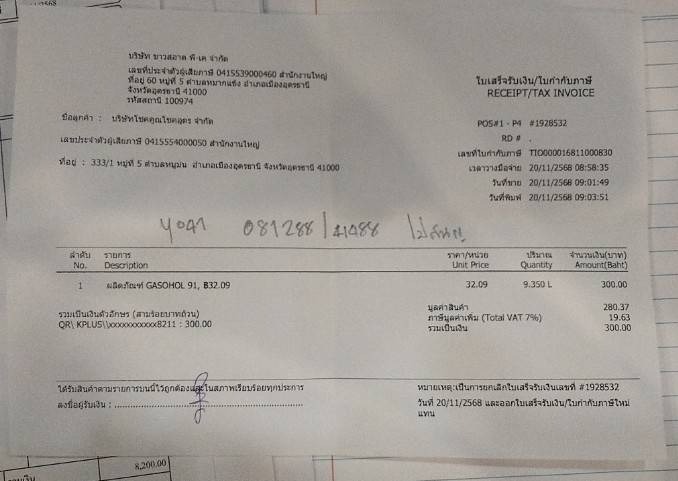 บริษัท ขาวสอาด พี.เค จำกัด
เลขที่ประจำตัวผู้เสียภาษี 0415539000460 สำนักงานใหญ่
ที่อยู่ 60 หมู่ที่ 5 ตำบลหมากแข้ง อำเภอเมืองอุดรธานี
จังหวัดอุดรธานี 41000
รหัสสถานี 100974
ใบเสร็จรับเงิน/ใบกำกับภาษี
RECEIPT/TAX INVOICE
ชื่อลูกค้า : บริษัทโชคคูณโชคอุดร จำกัด
เลขประจำตัวผู้เสียภาษี 0415554000050 สำนักงานใหญ่
ที่อยู่ : 333/1 หมู่ที่ 5 ตำบลหนูม่น อำเภอเมืองอุดรธานี จังหวัดอุดรธานี 41000
POS#1 - P4 #1928532
RD # .
เลขที่ใบกำกับภาษี TIO000016811000830
เวลาวางมือจ่าย 20/11/2568 08:58:35
วันที่ขาย 20/11/2568 09:01:49
วันที่พิมพ์ 20/11/2568 09:03:51
081288/41488
ลำดับ รายการ ราคา/หน่วย ปริมาณ จำนวนเงิน(บาท)
No. Description Unit Price Quantity Amount(Baht)
1 ผลิตภัณฑ์ GASOHOL 91, ฿32.09 32.09 9.350 L 300.00
มูลค่าสินค้า 280.37
รวมเป็นเงินตัวอักษร (สามร้อยบาทถ้วน) ภาษีมูลค่าเพิ่ม (Total VAT 7%) 19.63
QR\ KPLUS\\xxxxxxxxxxxx8211 : 300.00 รวมเป็นเงิน 300.00
ได้รับสินค้าตามรายการบนนี้ไว้ถูกต้องและในสภาพเรียบร้อยทุกประการ
ลงชื่อผู้รับเงิน :
หมายเหตุ:เป็นการยกเลิกใบเสร็จรับเงินเลขที่ #1928532
วันที่ 20/11/2568 และออกใบเสร็จรับเงิน/ใบกำกับภาษีใหม่
แทน
8,200.00